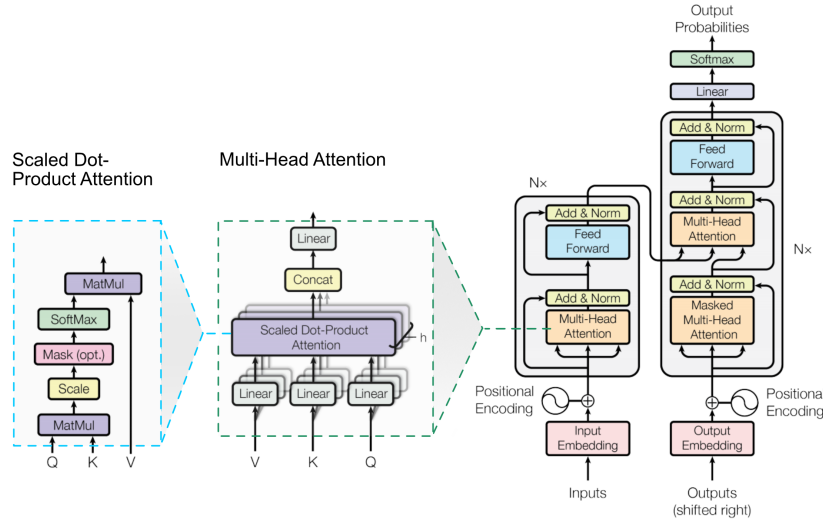 Scaled Dot-
Product Attention
MatMul
SoftMax
Mask (opt.)
Scale
MatMul
Q
K
V
Multi-Head Attention
Linear
Concat
Scaled Dot-Product
Attention
h
Linear
Linear
Linear
V
K
Q
Nx
Add & Norm
Feed
Forward
Add & Norm
Multi-Head
Attention
Positional
Encoding
Input
Embedding
Inputs
Output
Probabilities
Softmax
Linear
Add & Norm
Feed
Forward
Add & Norm
Multi-Head
Attention
Nx
Add & Norm
Masked
Multi-Head
Attention
Positiona
Encoding
Output
Embedding
Outputs
(shifted right)